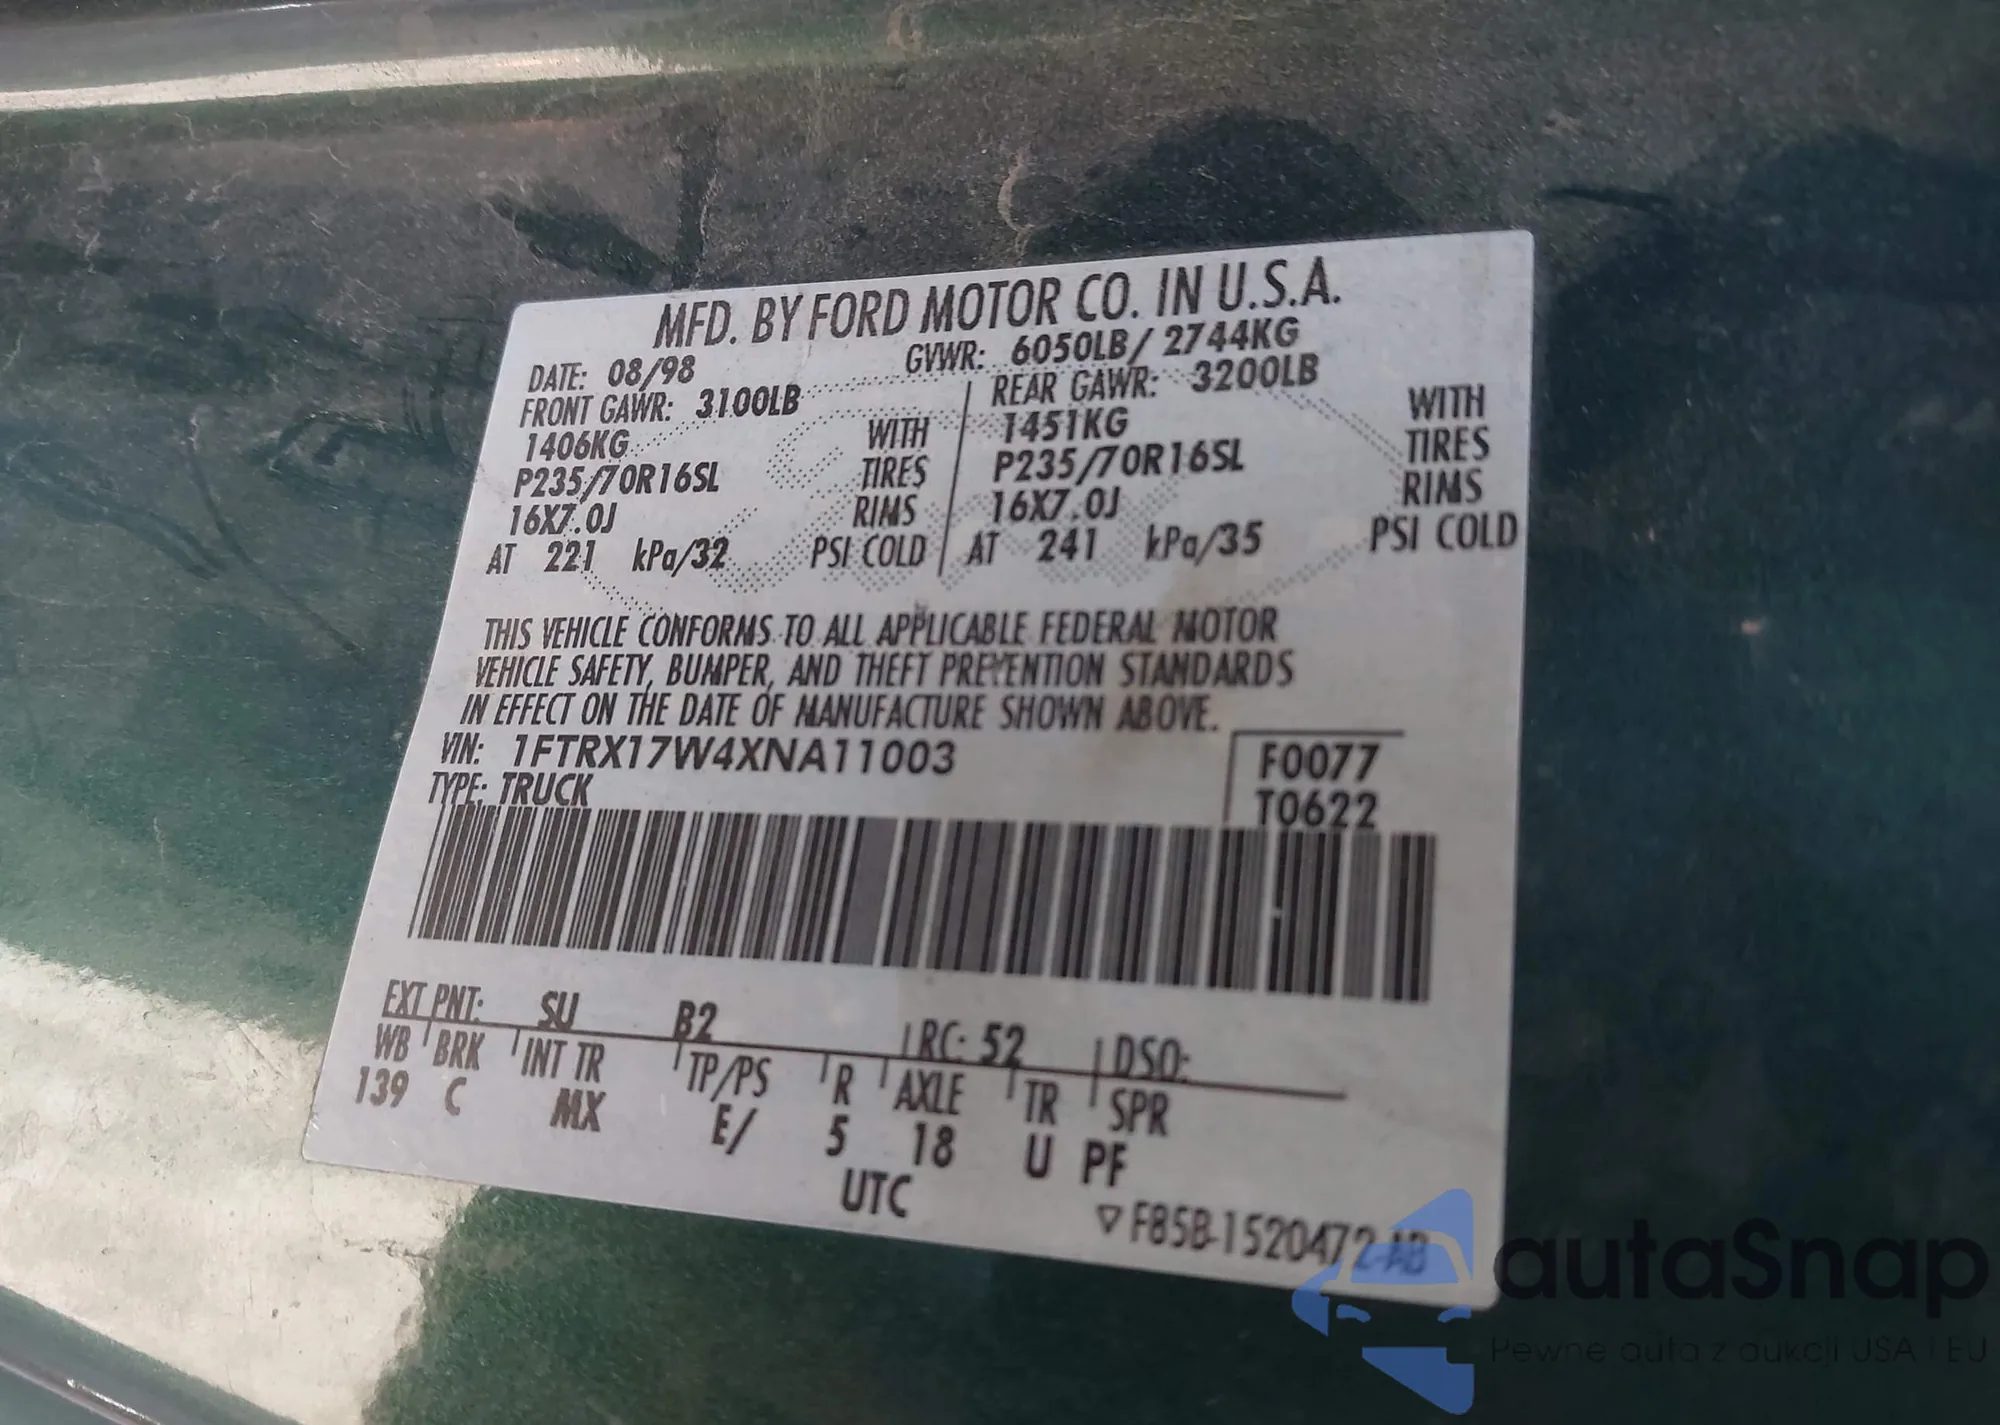 MFD. BY FORD MOTOR CO. IN U.S.A.
DATE: 08/98 GVWR: 6050LB/ 2744KG
FRONT GAWR: 3100LB REAR GAWR: 3200LB
1406KG WITH 1451KG WITH
P235/70R16SL TIRES P235/70R16SL TIRES
16X7.0J RIMS 16X7.0J RIMS
AT 221 kPa/32 PSI COLD AT 241 kPa/35 PSI COLD
THIS VEHICLE CONFORMS TO ALL APPLICABLE FEDERAL MOTOR
VEHICLE SAFETY, BUMPER, AND THEFT PREVENTION STANDARDS
IN EFFECT ON THE DATE OF MANUFACTURE SHOWN ABOVE.
VIN: 1FTRX17W4XNA11003 F0077
TYPE: TRUCK T0622
EXT PNT: SU B2 RC: 52 DSO:
WB BRK INT TR TP/PS R AXLE TR SPR
139 C MX E/ 5 18 U PF
UTC
▽ F85B-1520472-AB
autaSnap
Pewne auta z aukcji USA i EU